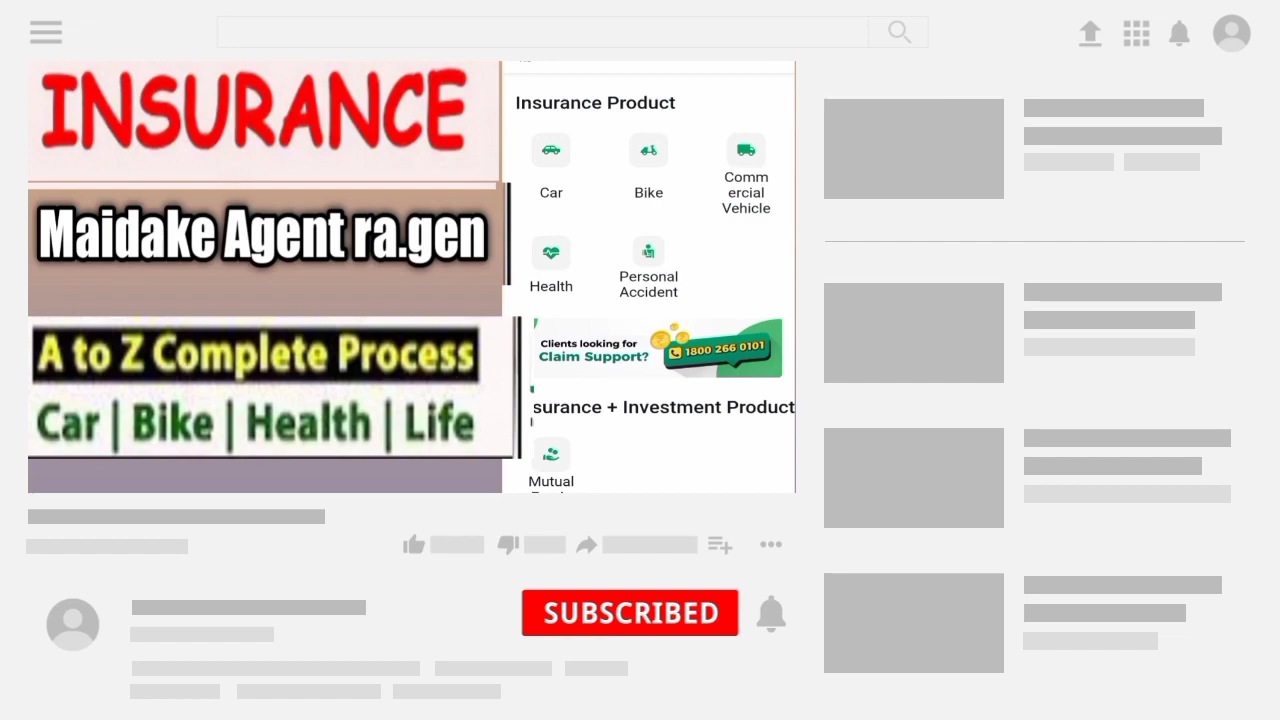 INSURANCE
Maidake Agent ra.gen
A to Z Complete Process
Car | Bike | Health | Life
Insurance Product
Car
Bike
Comm
ercial
Vehicle
Health
Personal
Accident
Clients looking for
Claim Support?
1800 266 0101
surance + Investment Product
Mutual
SUBSCRIBED